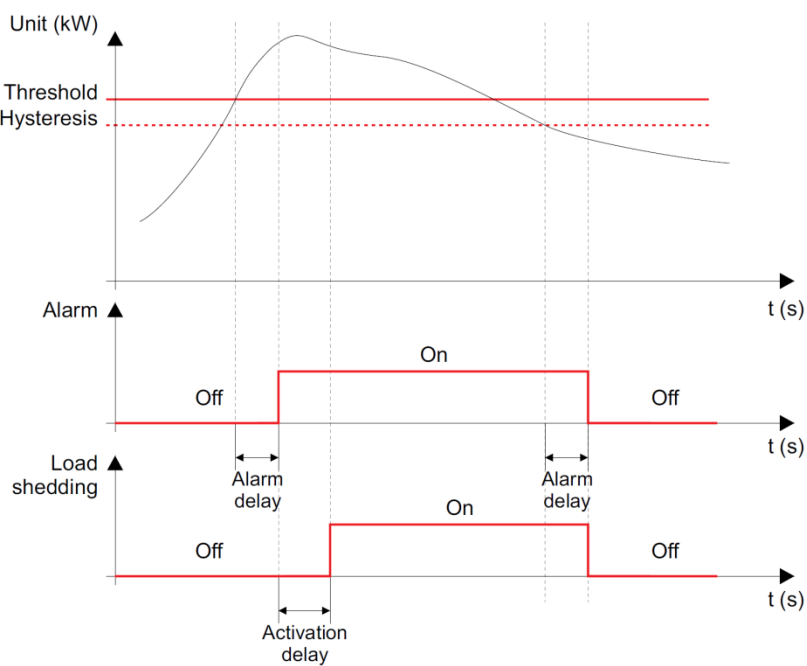 Unit (kW)
Threshold
Hysteresis
t (s)
Alarm
On
Off
Off
t (s)
Alarm
delay
Alarm
delay
Load
shedding
On
Off
Off
t (s)
Activation
delay